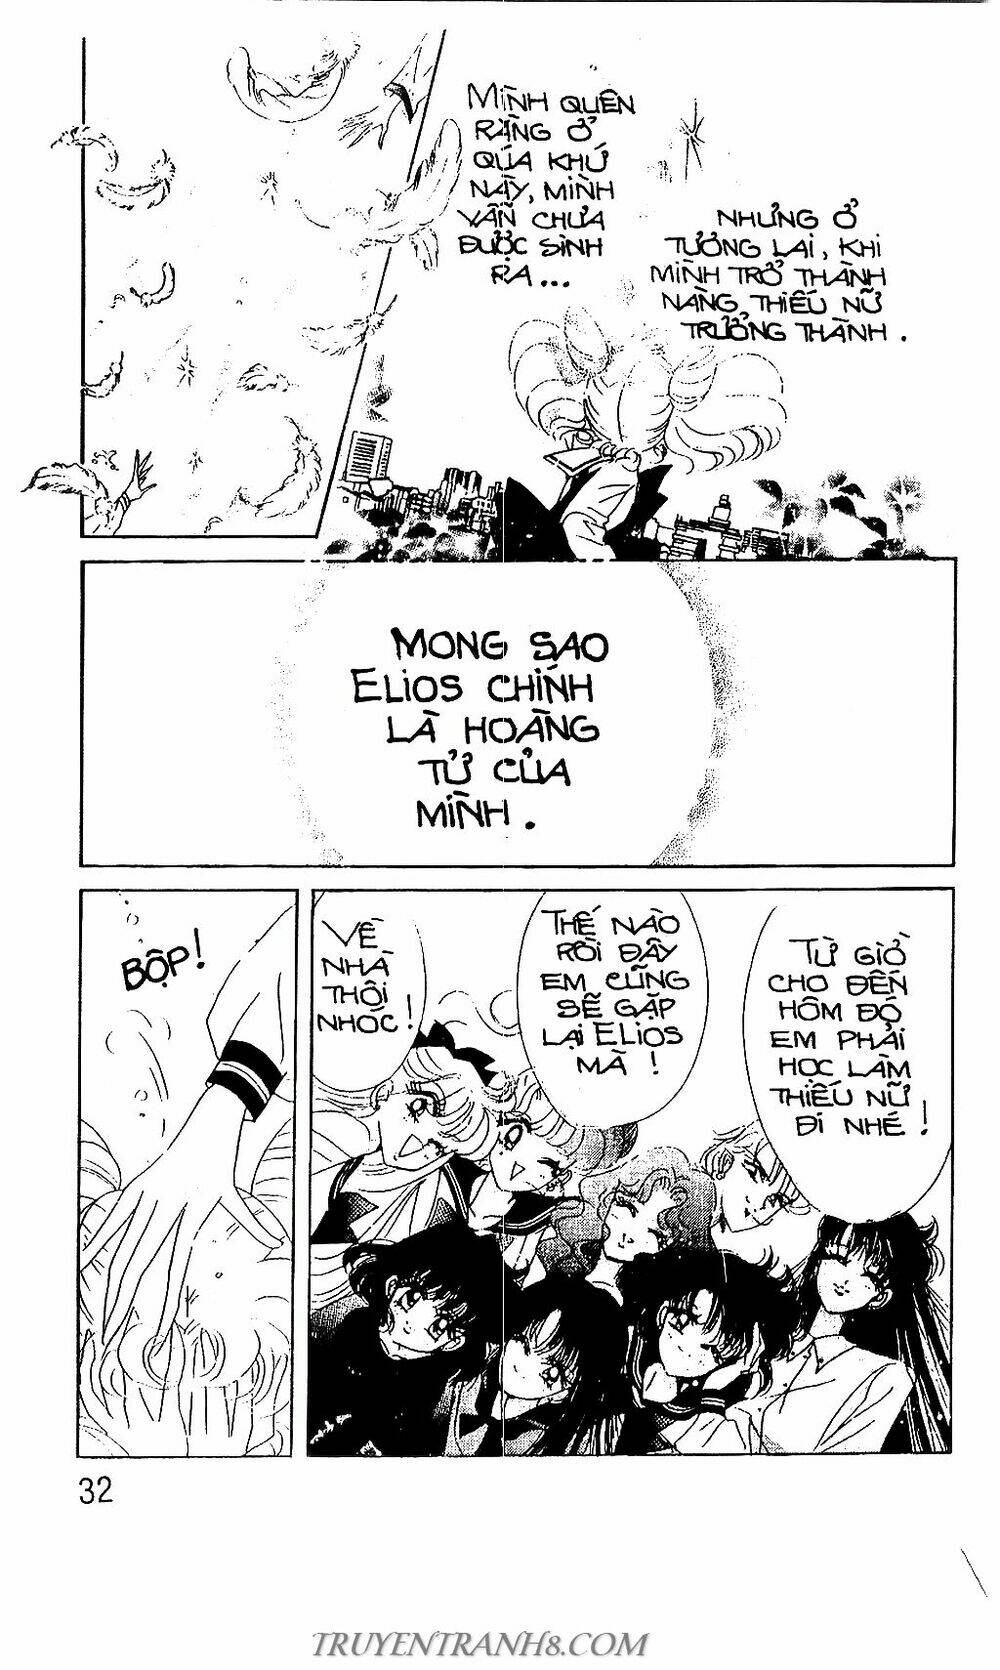 MÌNH QUÊN
RẰNG Ở
QÚA KHỨ
NÀY, MÌNH
VẪN CHƯA
ĐƯỢC SINH
RA...
NHƯNG Ở
TƯƠNG LAI, KHI
MÌNH TRỞ THÀNH
NÀNG THIẾU NỮ
TRƯỞNG THÀNH.
MONG SAO
ELIOS CHÍNH
LÀ HOÀNG
TỬ CỦA
MÌNH.
BỘP!
VỀ
NHÀ
THÔI
NHÓC!
THẾ NÀO
RỒI ĐÂY
EM CŨNG
SẼ GẶP
LẠI ELIOS
MÀ!
TỪ GIỜ
CHO ĐẾN
HÔM ĐÓ
EM PHẢI
HỌC LÀM
THIẾU NỮ
ĐI NHÉ!
32
TRUYENTRANH8.COM